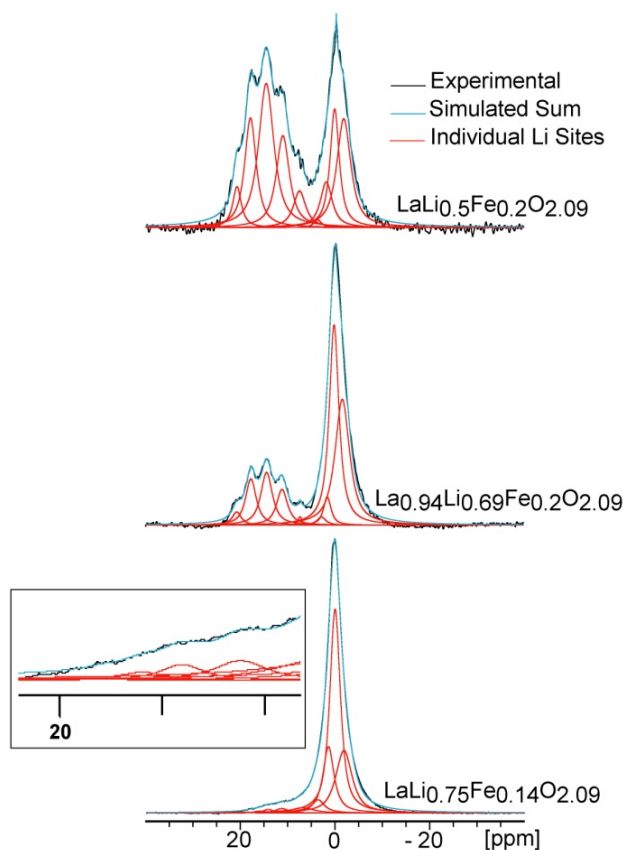 Experimental
Simulated Sum
Individual Li Sites
LaLi0.5Fe0.2O2.09
La0.94Li0.69Fe0.2O2.09
20
LaLi0.75Fe0.14O2.09
20 0 - 20 [ppm]